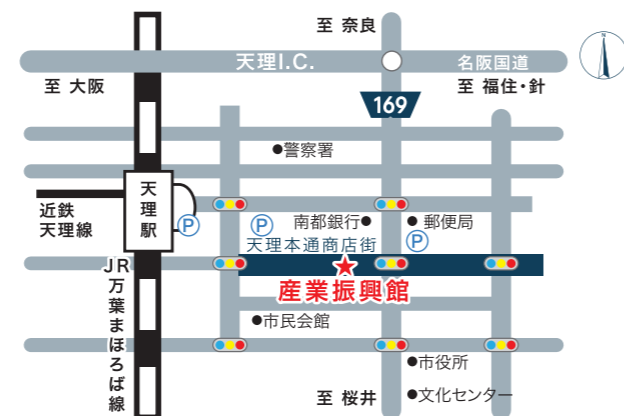 至 奈良
N
天理I.C.
名阪国道
至 大阪
至 福住・針
169
●警察署
天理駅
近鉄
天理線
P
P
南都銀行●
● 郵便局
P
天理本通商店街
★
産業振興館
JR万葉まほろば線
●市民会館
●市役所
至 桜井
●文化センター